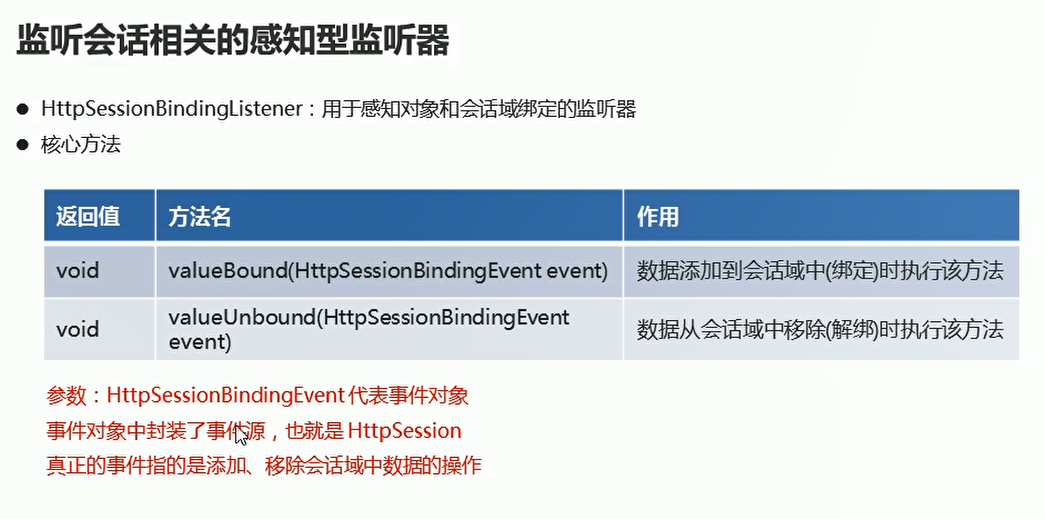 监听会话相关的感知型监听器
● HttpSessionBindingListener：用于感知对象和会话域绑定的监听器
● 核心方法
返回值 方法名 作用
void valueBound(HttpSessionBindingEvent event) 数据添加到会话域中(绑定)时执行该方法
void valueUnbound(HttpSessionBindingEvent
event) 数据从会话域中移除(解绑)时执行该方法
参数：HttpSessionBindingEvent 代表事件对象
事件对象中封装了事件源，也就是 HttpSession
真正的事件指的是添加、移除会话域中数据的操作